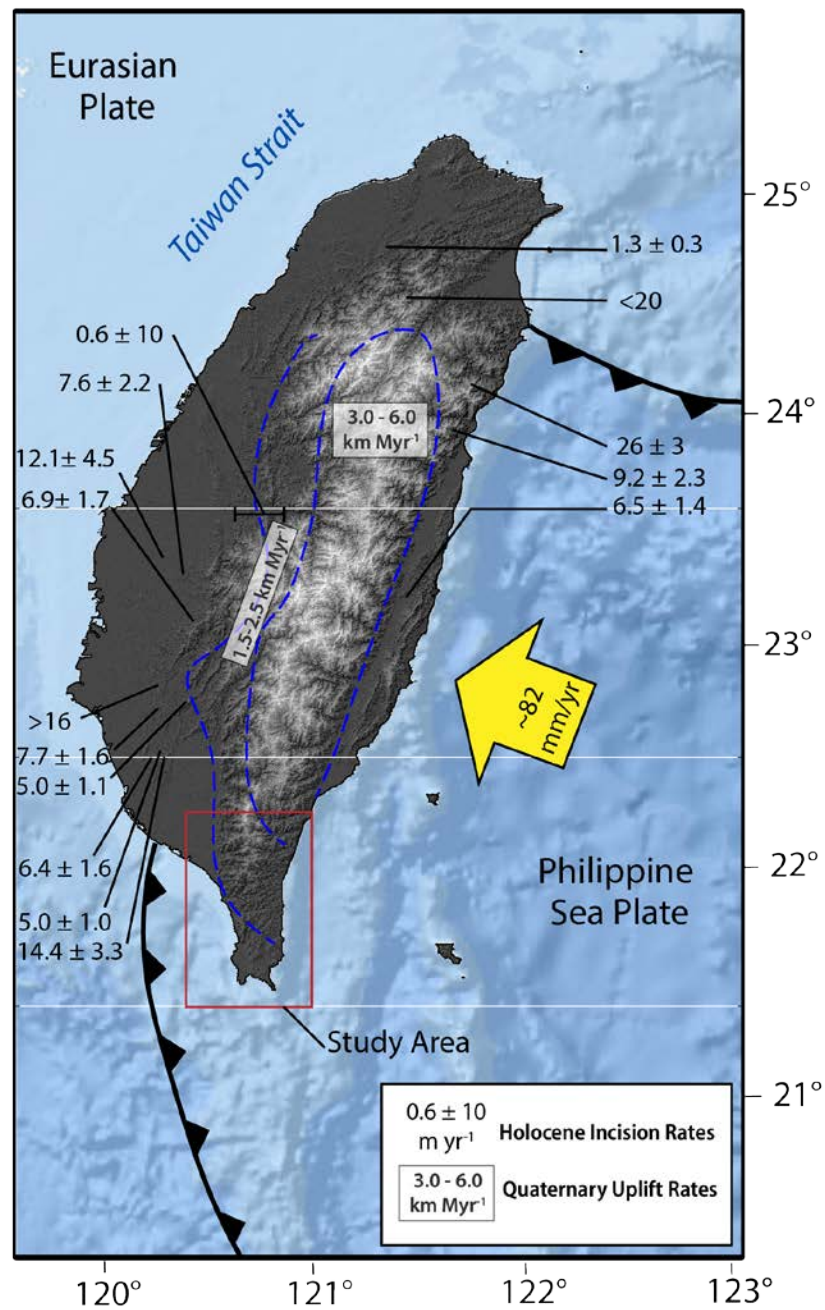 Eurasian
Plate
Taiwan Strait
25°
1.3 ± 0.3
<20
0.6 ± 10
7.6 ± 2.2
24°
3.0 - 6.0
km Myr⁻¹
26 ± 3
12.1± 4.5
9.2 ± 2.3
6.9± 1.7
6.5 ± 1.4
1.5-2.5 km Myr⁻¹
23°
~82
mm/yr
>16
7.7 ± 1.6
5.0 ± 1.1
6.4 ± 1.6
22°
Philippine
Sea Plate
5.0 ± 1.0
14.4 ± 3.3
Study Area
21°
0.6 ± 10
m yr⁻¹
Holocene Incision Rates
3.0 - 6.0
km Myr⁻¹
Quaternary Uplift Rates
120°
121°
122°
123°